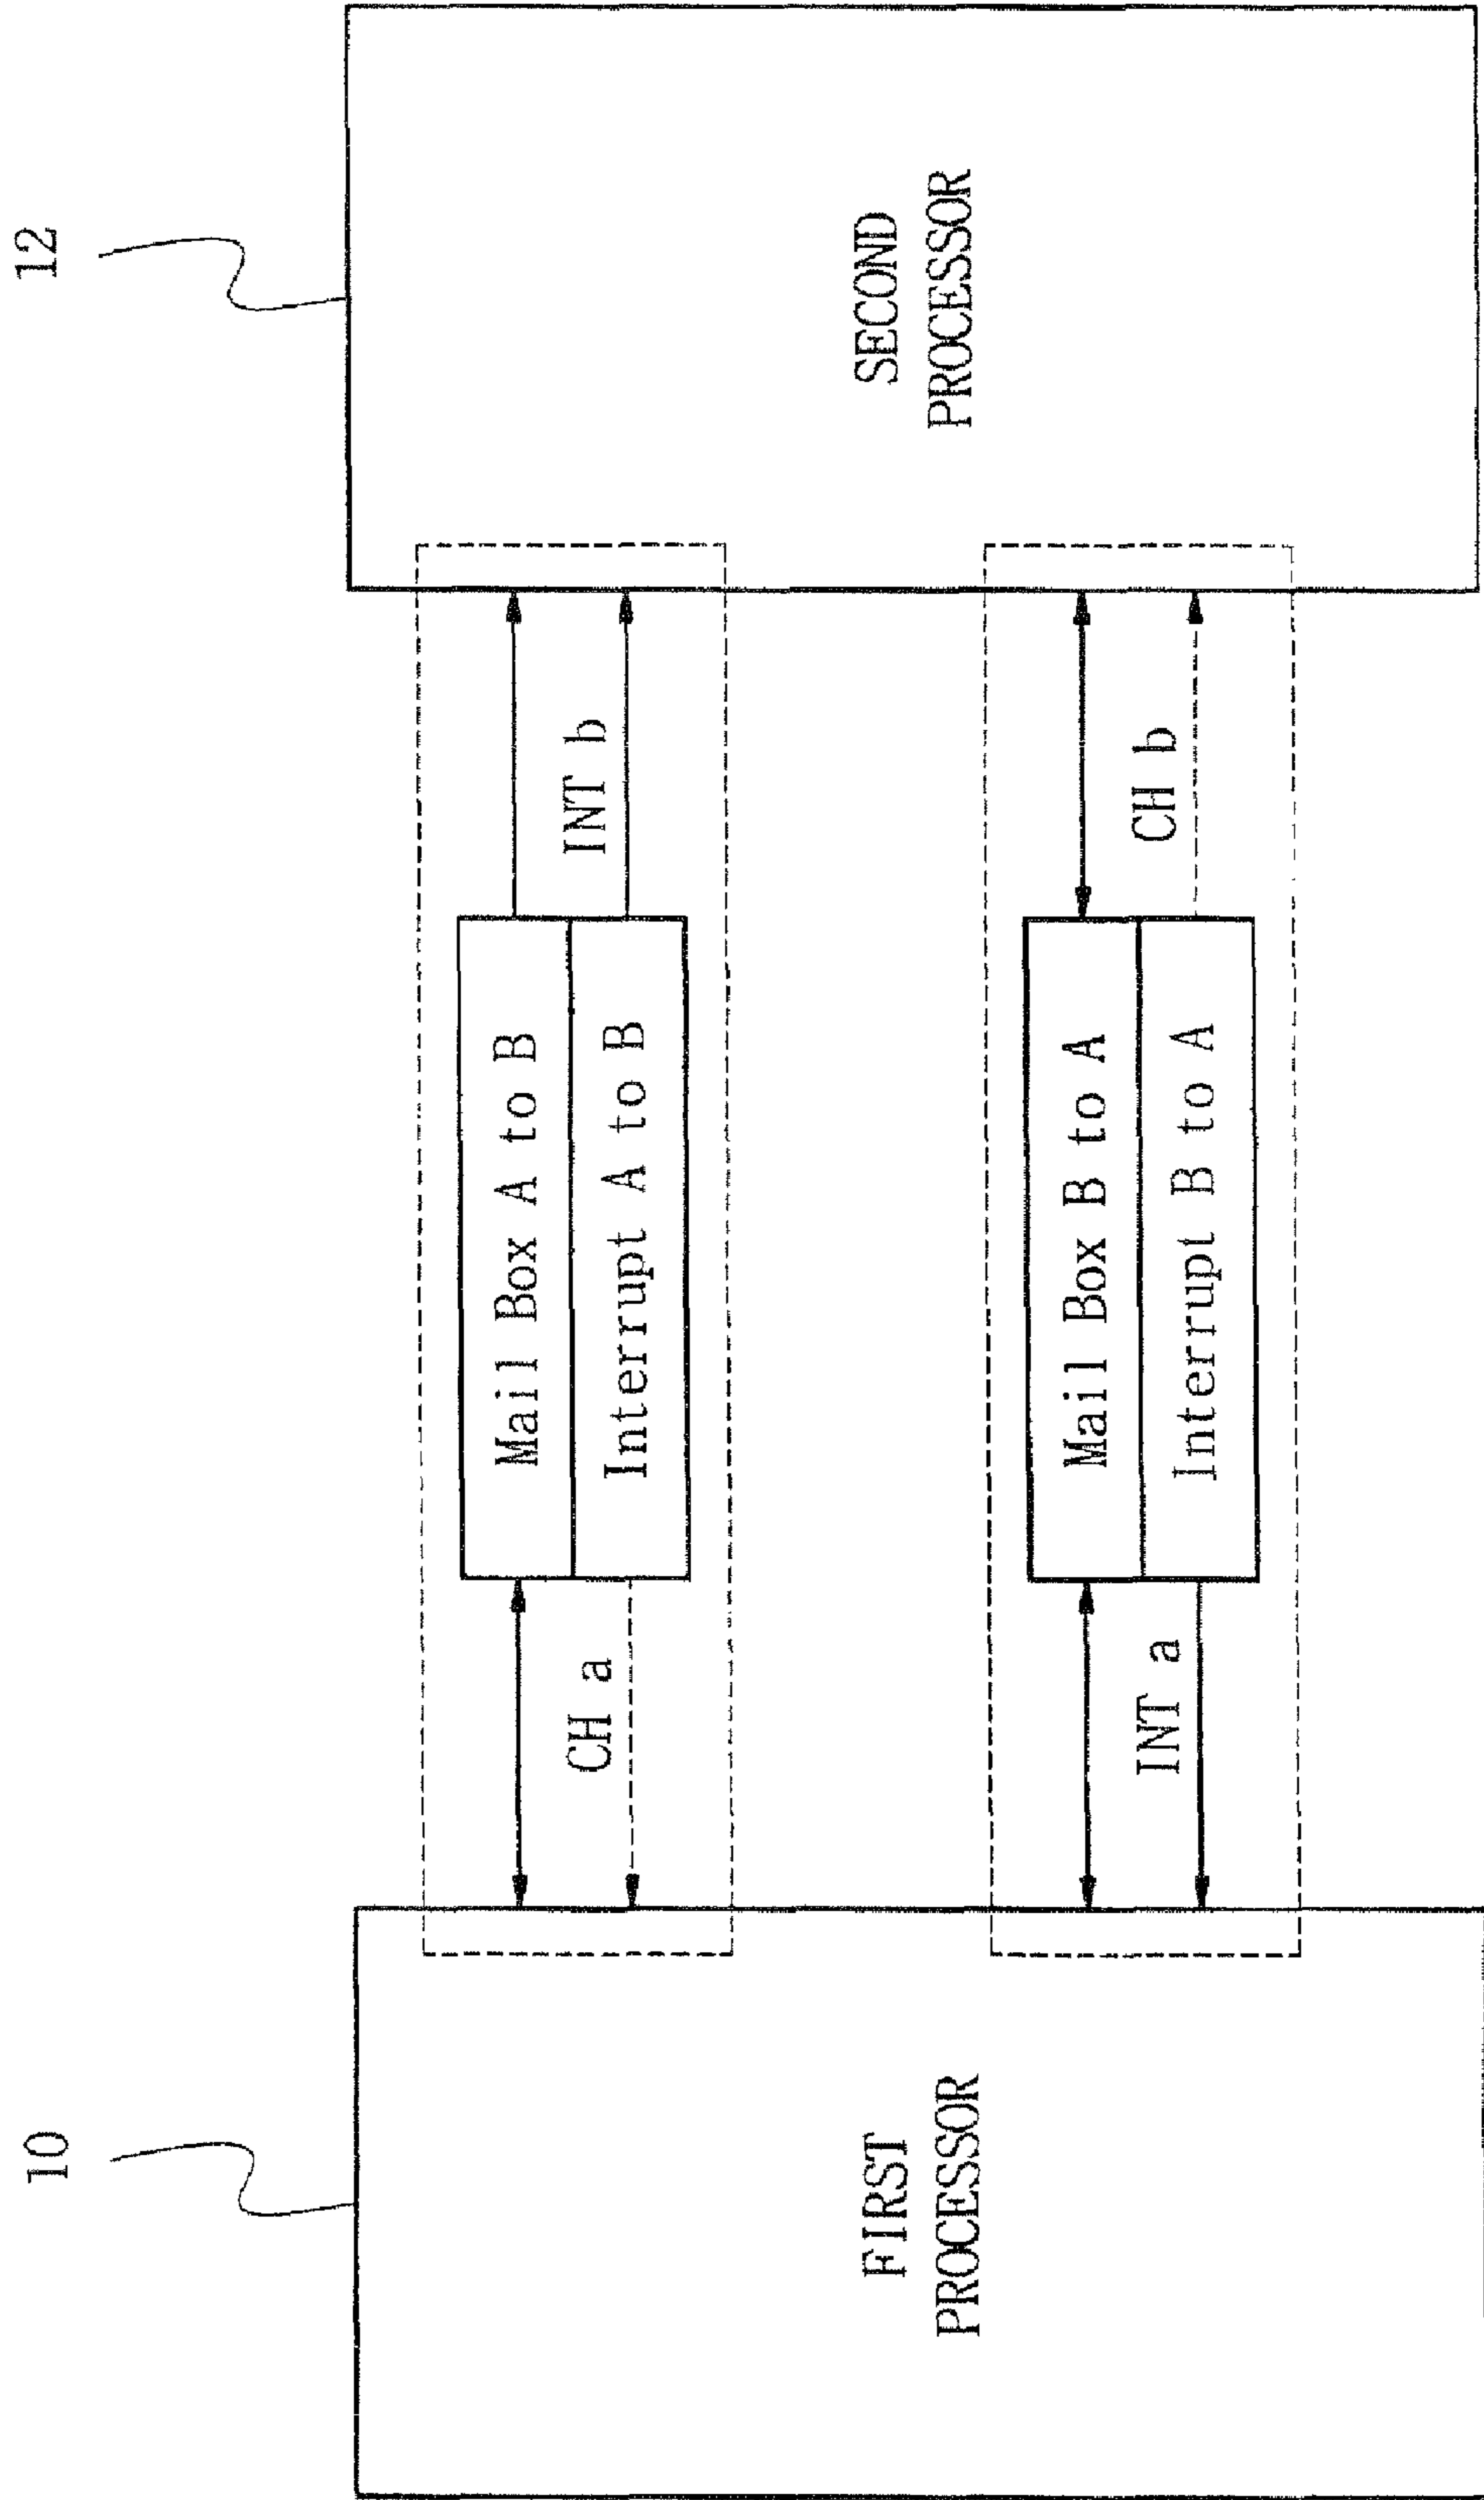 10
12
FIRST
PROCESSOR
CH a
Mail Box A to B
Interrupt A to B
INT b
INT a
Mail Box B to A
Interrupt B to A
CH b
SECOND
PROCESSOR